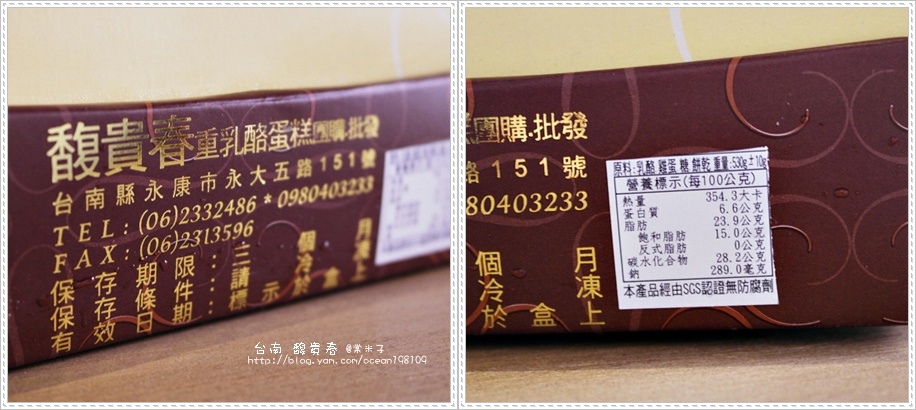 馥貴春重乳酪蛋糕團購.批發
台南縣永康市永大五路151號
TEL:(06)2332486*0980403233
FAX:(06)2313596
保存期限:三個月
保存條件:請冷凍
有效日期:標示於盒上
台南 馥貴春 @棠米子
http://blog.yam.com/ocean198109
糕團購.批發
路151號
0980403233
個月
冷凍
於盒上
原料:乳酪 雞蛋 糖 餅乾 重量:530g±10g
營養標示(每100公克)
熱量 354.3大卡
蛋白質 6.6公克
脂肪 23.9公克
飽和脂肪 15.0公克
反式脂肪 0公克
碳水化合物 28.2公克
鈉 289.0毫克
本產品經由SGS認證無防腐劑